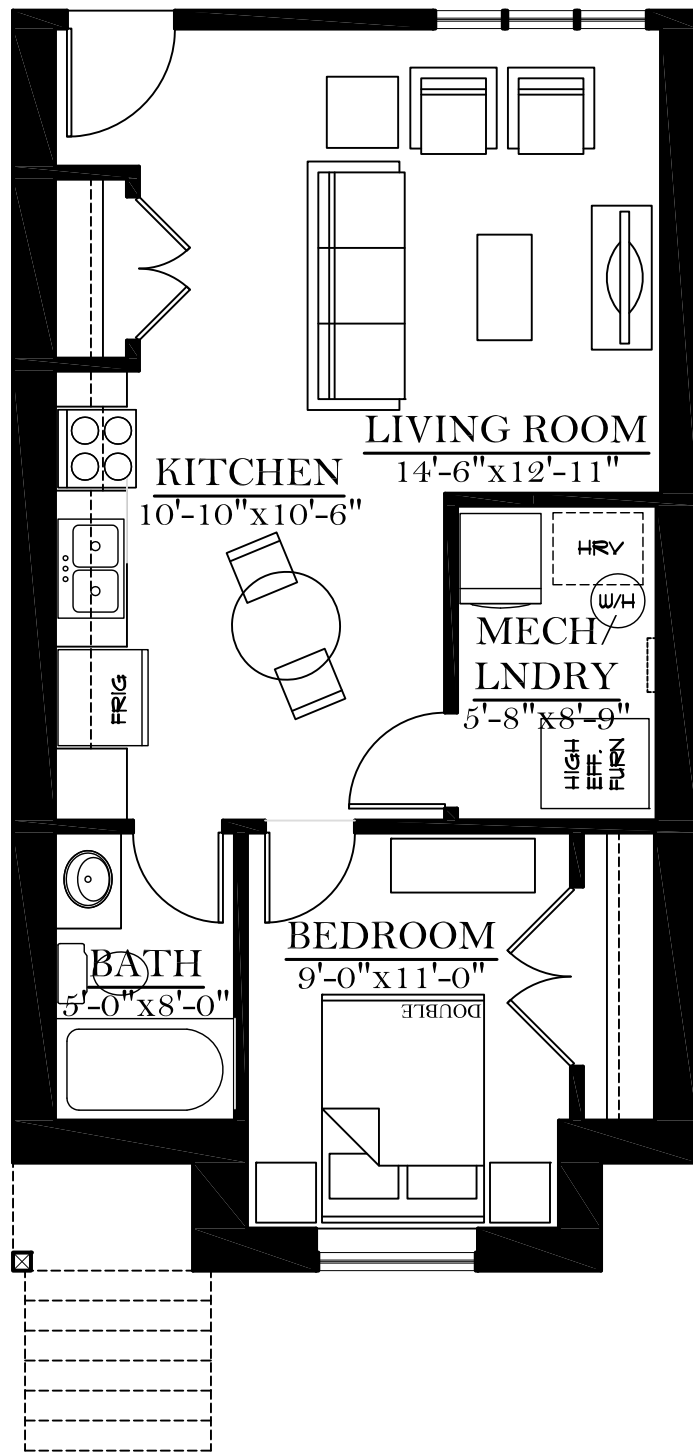 LIVING ROOM
14'-6"x12'-11"
KITCHEN
10'-10"x10'-6"
HRV
W/H
MECH/
LNDRY
5'-8"x8'-9"
FRIG
HIGH
EFF.
FURN
BEDROOM
9'-0"x11'-0"
BATH
5'-0"x8'-0"
DOUBLE